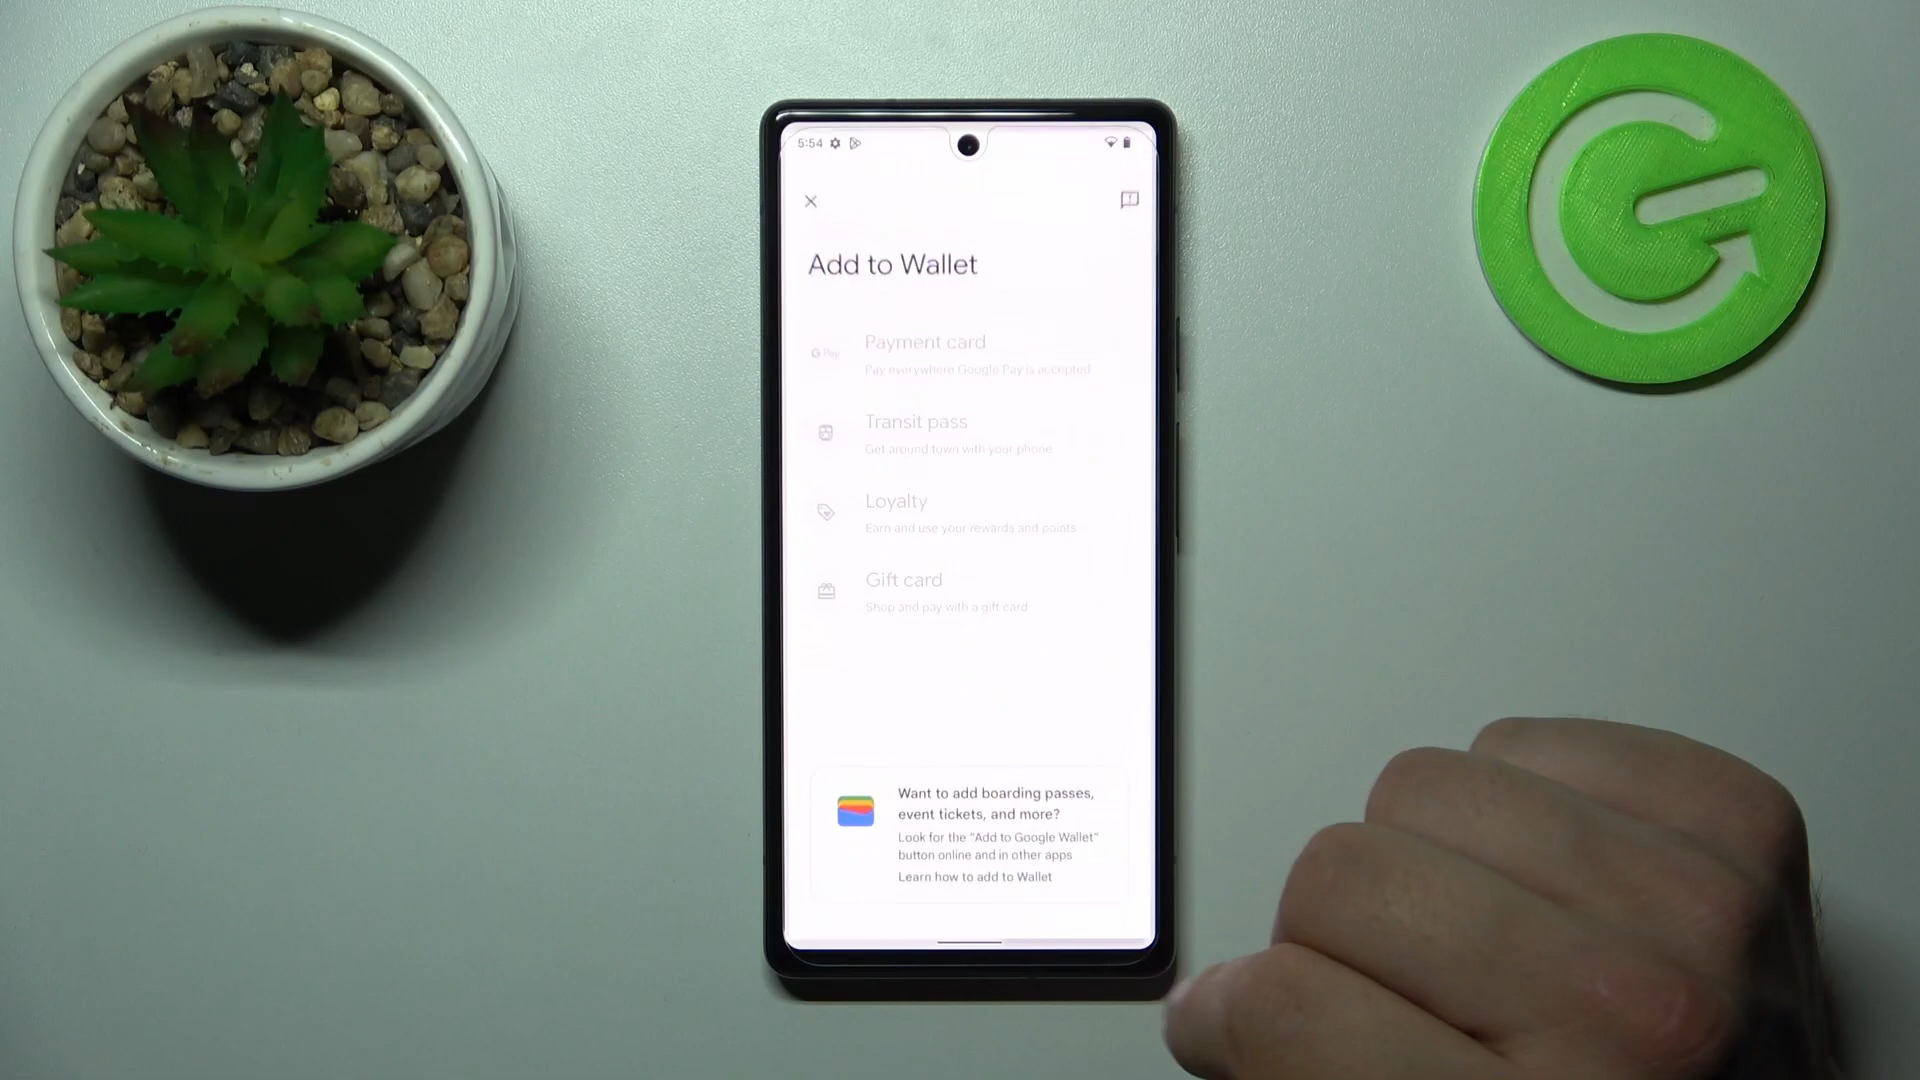 5:54
Add to Wallet
G Pay
Payment card
Pay everywhere Google Pay is accepted
Transit pass
Get around town with your phone
Loyalty
Earn and use your rewards and points
Gift card
Shop and pay with a gift card
Want to add boarding passes,
event tickets, and more?
Look for the "Add to Google Wallet"
button online and in other apps
Learn how to add to Wallet